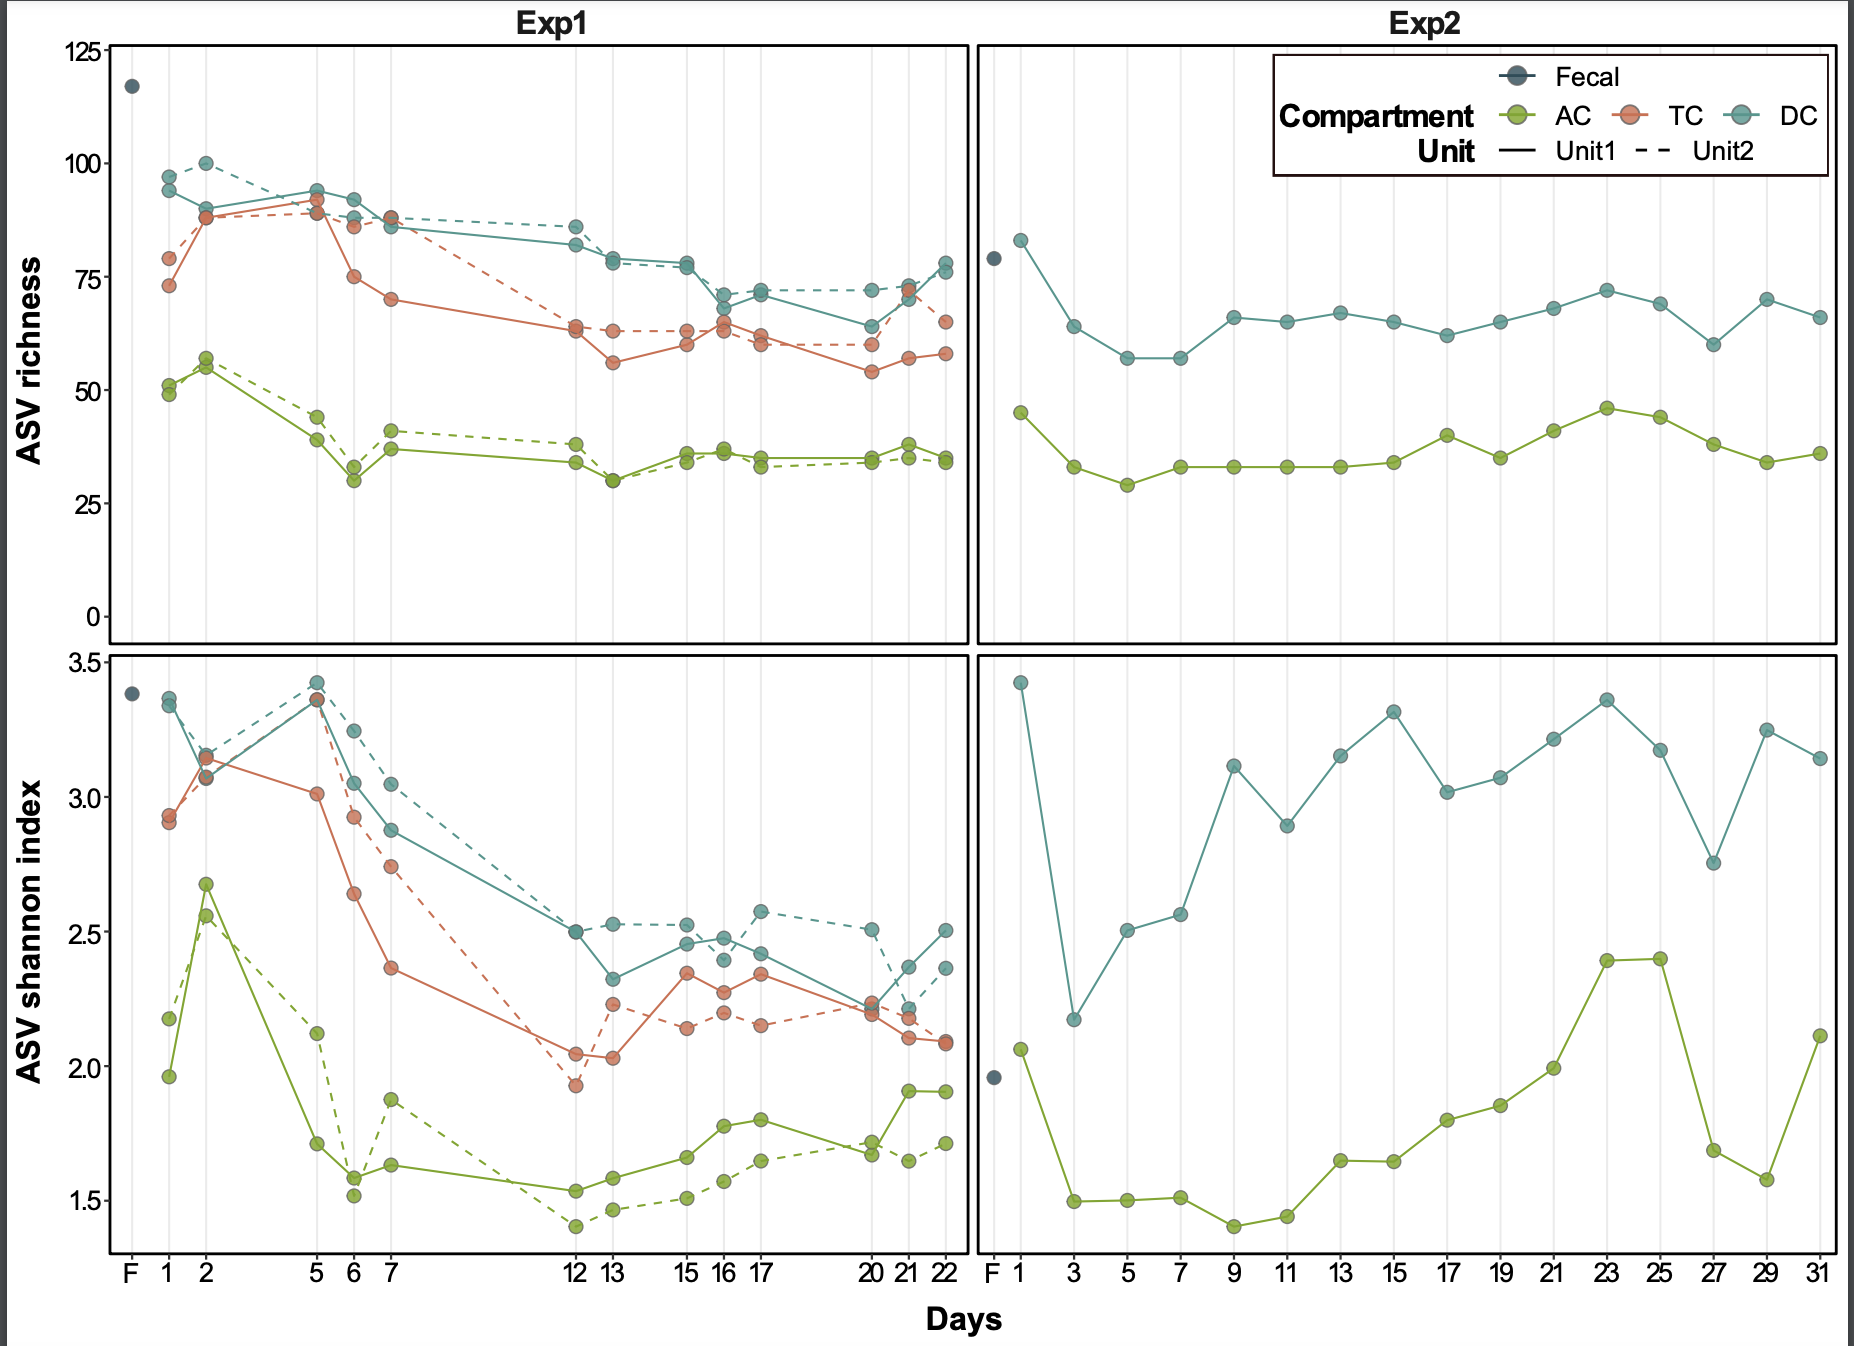 Exp1 Exp2
125
100
75
50
25
0
ASV richness
Fecal
Compartment AC TC DC
Unit Unit1 Unit2
3.5
3.0
2.5
2.0
1.5
ASV shannon index
F 1 2 5 6 7 12 13 15 16 17 20 21 22 F 1 3 5 7 9 11 13 15 17 19 21 23 25 27 29 31
Days